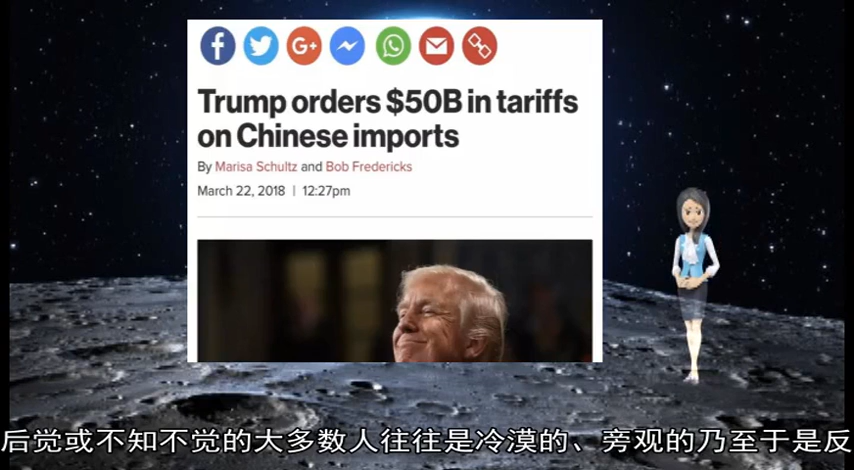 Trump orders $50B in tariffs
on Chinese imports
By Marisa Schultz and Bob Fredericks
March 22, 2018 | 12:27pm
后觉或不知不觉的大多数人往往是冷漠的、旁观的乃至于是反